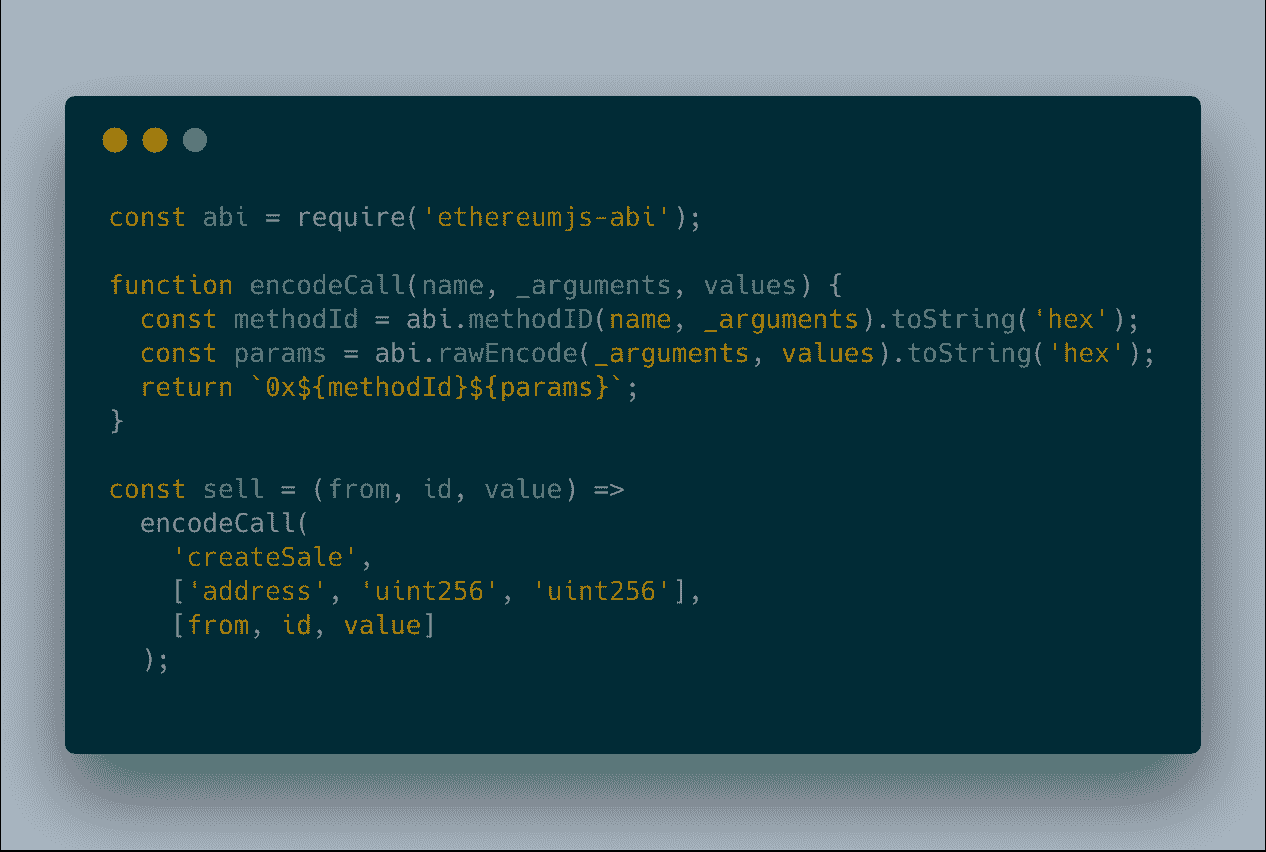 const abi = require('ethereumjs-abi');
function encodeCall(name, _arguments, values) {
  const methodId = abi.methodID(name, _arguments).toString('hex');
  const params = abi.rawEncode(_arguments, values).toString('hex');
  return `0x${methodId}${params}`;
}
const sell = (from, id, value) =>
  encodeCall(
    'createSale',
    ['address', 'uint256', 'uint256'],
    [from, id, value]
  );